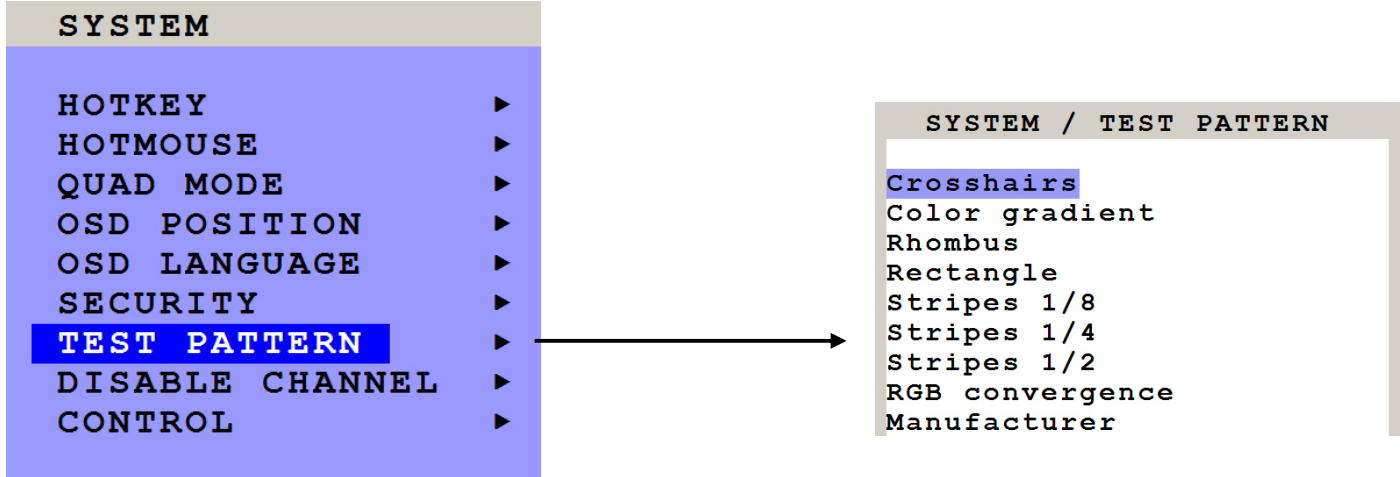 SYSTEM
HOTKEY
HOTMOUSE
QUAD MODE
OSD POSITION
OSD LANGUAGE
SECURITY
TEST PATTERN
DISABLE CHANNEL
CONTROL
SYSTEM / TEST PATTERN
Crosshairs
Color gradient
Rhombus
Rectangle
Stripes 1/8
Stripes 1/4
Stripes 1/2
RGB convergence
Manufacturer